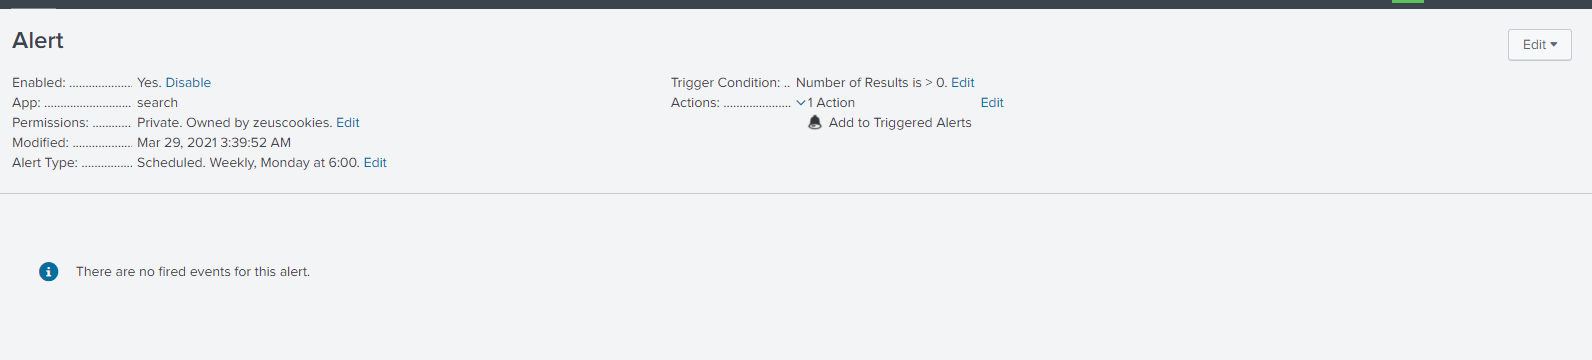 Alert
Edit
Enabled: .................... Yes. Disable
App: ........................... search
Permissions: ............ Private. Owned by zeuscookies. Edit
Modified: ................... Mar 29, 2021 3:39:52 AM
Alert Type: ................ Scheduled. Weekly, Monday at 6:00. Edit
Trigger Condition: .. Number of Results is > 0. Edit
Actions: ..................... 1 Action Edit
Add to Triggered Alerts
There are no fired events for this alert.